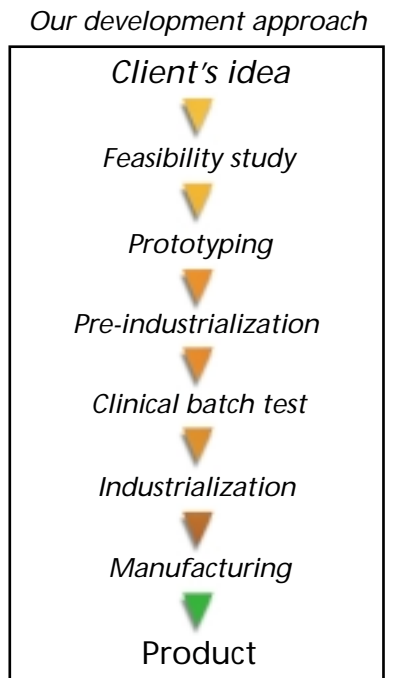 Our development approach
Client's idea
Feasibility study
Prototyping
Pre-industrialization
Clinical batch test
Industrialization
Manufacturing
Product